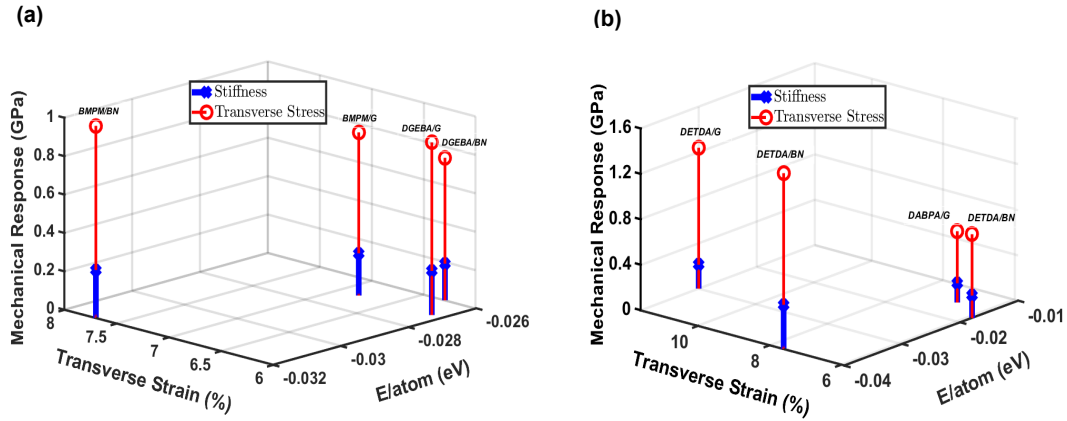 (a)
Stiffness
Transverse Stress
BMPM/BN
BMPM/G
DGEBA/G
DGEBA/BN
Mechanical Response (GPa)
1
0.8
0.6
0.4
0.2
0
8
7.5
7
6.5
6
Transverse Strain (%)
-0.032
-0.03
-0.028
-0.026
E/atom (eV)
(b)
Stiffness
Transverse Stress
DETDA/G
DETDA/BN
DABPA/G
DETDA/BN
Mechanical Response (GPa)
1.6
1.2
0.8
0.4
0
10
8
6
Transverse Strain (%)
-0.04
-0.03
-0.02
-0.01
E/atom (eV)